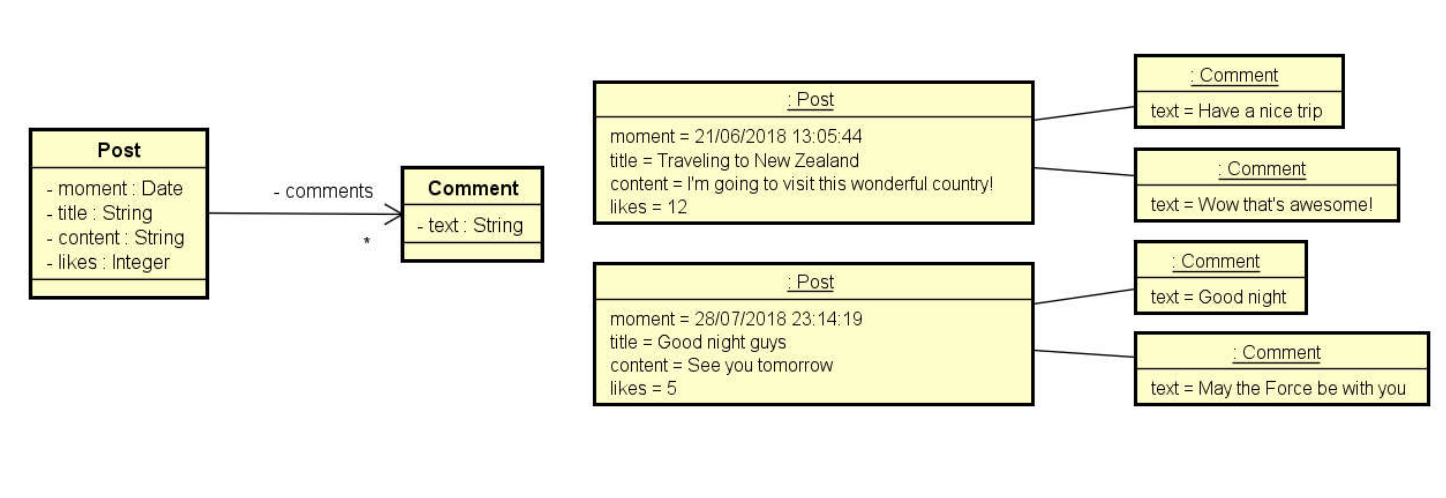 Post
- moment : Date
- title : String
- content : String
- likes : Integer
- comments
*
Comment
- text : String
: Post
moment = 21/06/2018 13:05:44
title = Traveling to New Zealand
content = I'm going to visit this wonderful country!
likes = 12
: Comment
text = Have a nice trip
: Comment
text = Wow that's awesome!
: Post
moment = 28/07/2018 23:14:19
title = Good night guys
content = See you tomorrow
likes = 5
: Comment
text = Good night
: Comment
text = May the Force be with you